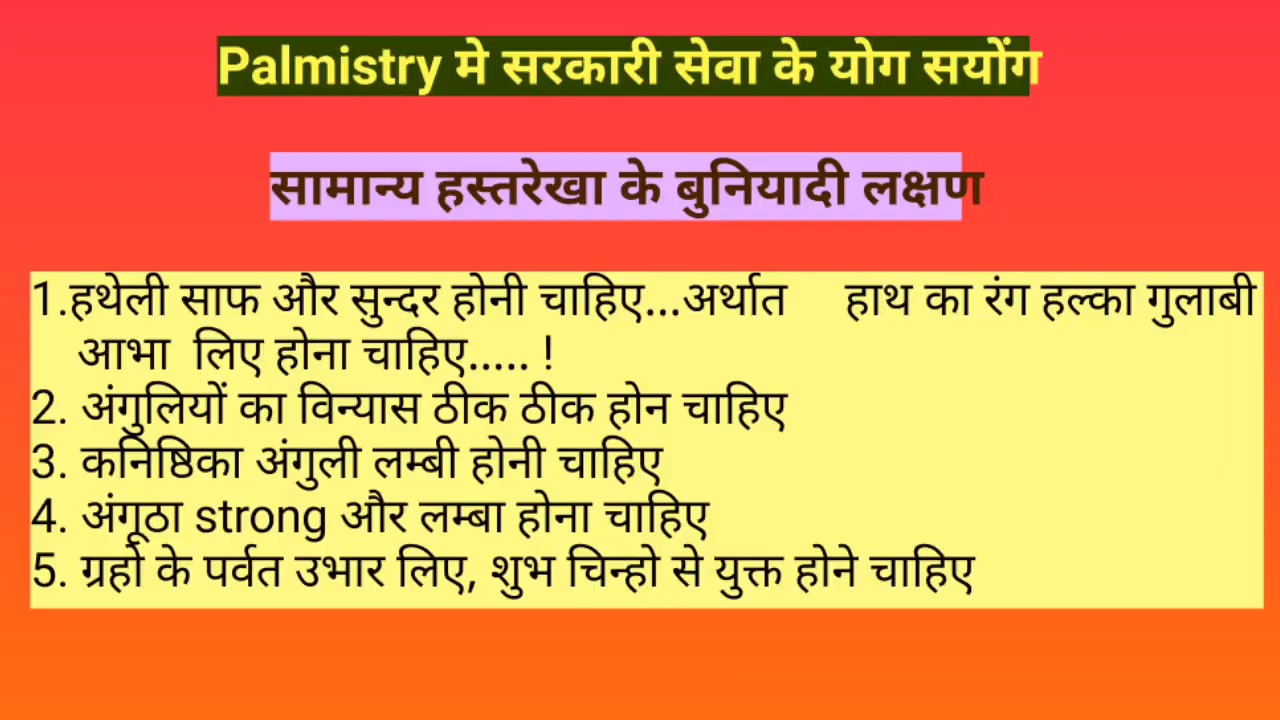 Palmistry मे सरकारी सेवा के योग सयोंग
सामान्य हस्तरेखा के बुनियादी लक्षण
1.हथेली साफ और सुन्दर होनी चाहिए...अर्थात हाथ का रंग हल्का गुलाबी
आभा लिए होना चाहिए..... !
2. अंगुलियों का विन्यास ठीक ठीक होन चाहिए
3. कनिष्ठिका अंगुली लम्बी होनी चाहिए
4. अंगूठा strong और लम्बा होना चाहिए
5. ग्रहो के पर्वत उभार लिए, शुभ चिन्हो से युक्त होने चाहिए